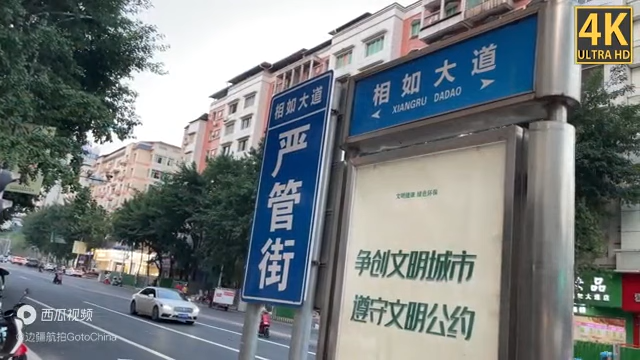 4K
ULTRA HD
相如大道
XIANGRU DADAO
相如大道
严管街
文明健康 绿色环保
争创文明城市
遵守文明公约
西瓜视频
@边疆航拍GotoChina